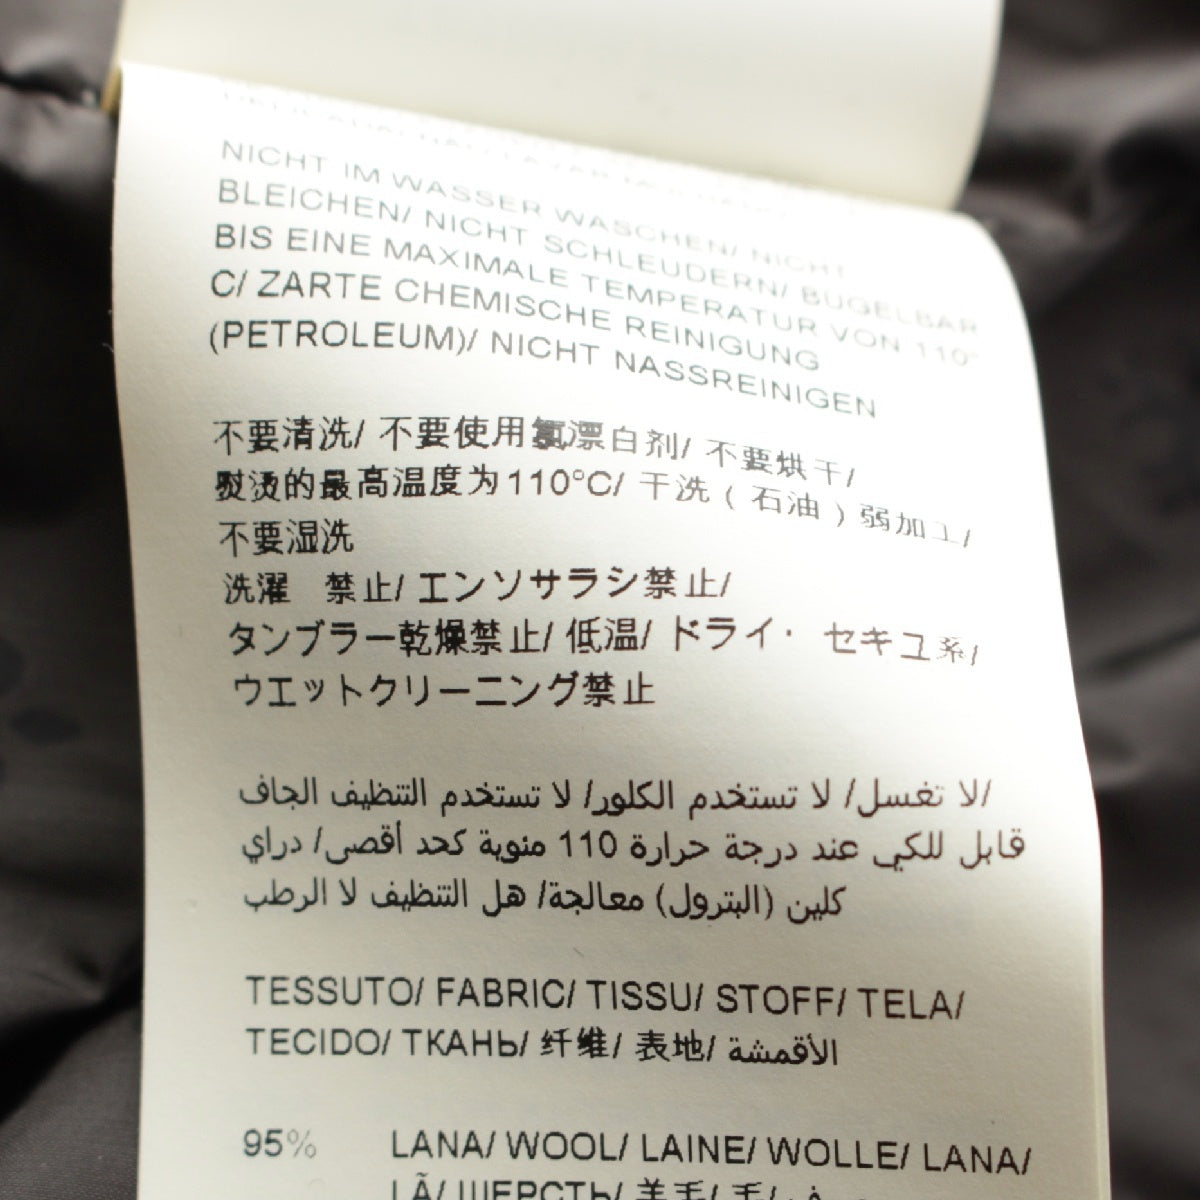 NICHT IM WASSER WASCHEN/ NICHT
BLEICHEN/ NICHT SCHLEUDERN/ BUGELBAR
BIS EINE MAXIMALE TEMPERATUR VON 110°
C/ ZARTE CHEMISCHE REINIGUNG
(PETROLEUM)/ NICHT NASSREINIGEN
不要清洗/ 不要使用氯漂白剂/ 不要烘干/
熨烫的最高温度为110°C/ 干洗 ( 石油 ) 弱加工/
不要湿洗
洗濯　禁止/ エンソサラシ禁止/
タンブラー乾燥禁止/ 低温/ ドライ・ セキユ系/
ウエットクリーニング禁止
لا تغسل/ لا تستخدم الكلور/ لا تستخدم التنظيف الجاف/
قابل للكي عند درجة حرارة 110 مئوية كحد أقصى/ دراي
كلين (البترول) معالجة/ هل التنظيف لا الرطب
TESSUTO/ FABRIC/ TISSU/ STOFF/ TELA/
TECIDO/ ТКАНЬ/ 纤维/ 表地/ الأقمشة
95% LANA/ WOOL/ LAINE/ WOLLE/ LANA/
LÃ/ ШЕРСТЬ/ 羊毛/ 毛/